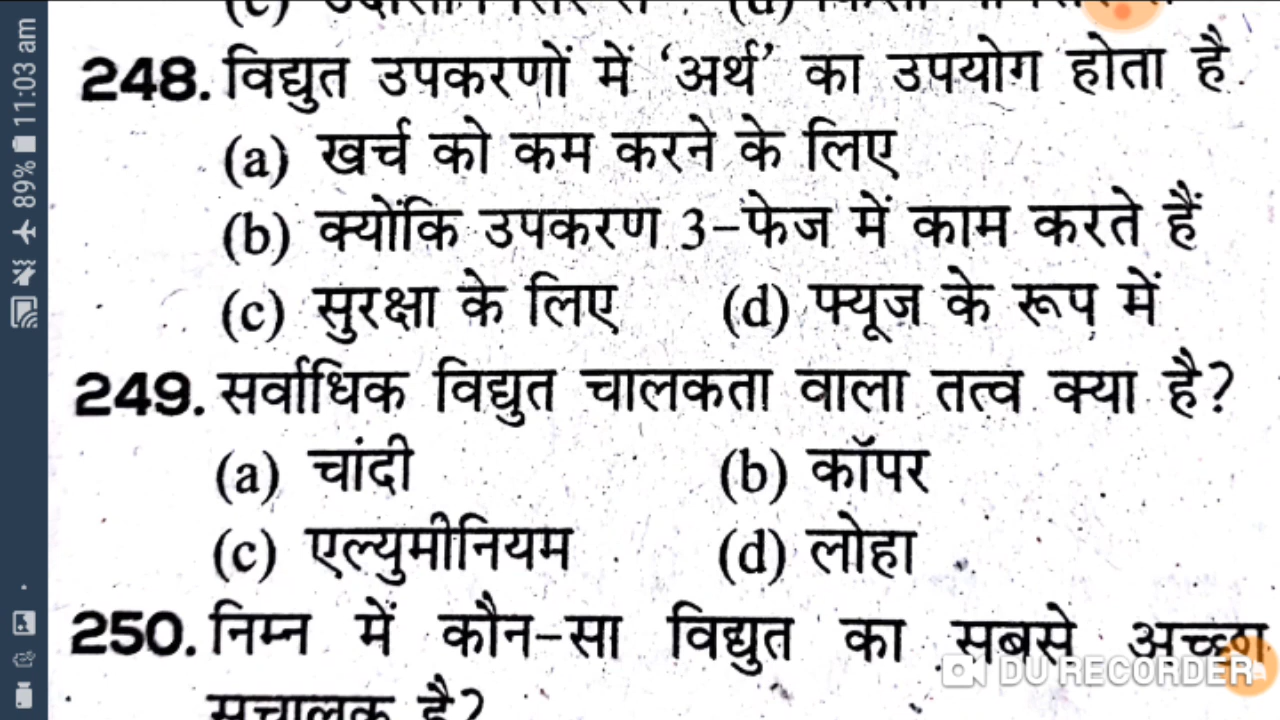 11:03 am
89%
248. विद्युत उपकरणों में ‘अर्थ’ का उपयोग होता है.
(a) खर्च को कम करने के लिए
(b) क्योंकि उपकरण 3-फेज में काम करते हैं
(c) सुरक्षा के लिए (d) फ्यूज के रूप में
249. सर्वाधिक विद्युत चालकता वाला तत्व क्या है?
(a) चांदी (b) कॉपर
(c) एल्युमीनियम (d) लोहा
250. निम्न में कौन-सा विद्युत का सबसे अच्छा
है?
DU RECORDER